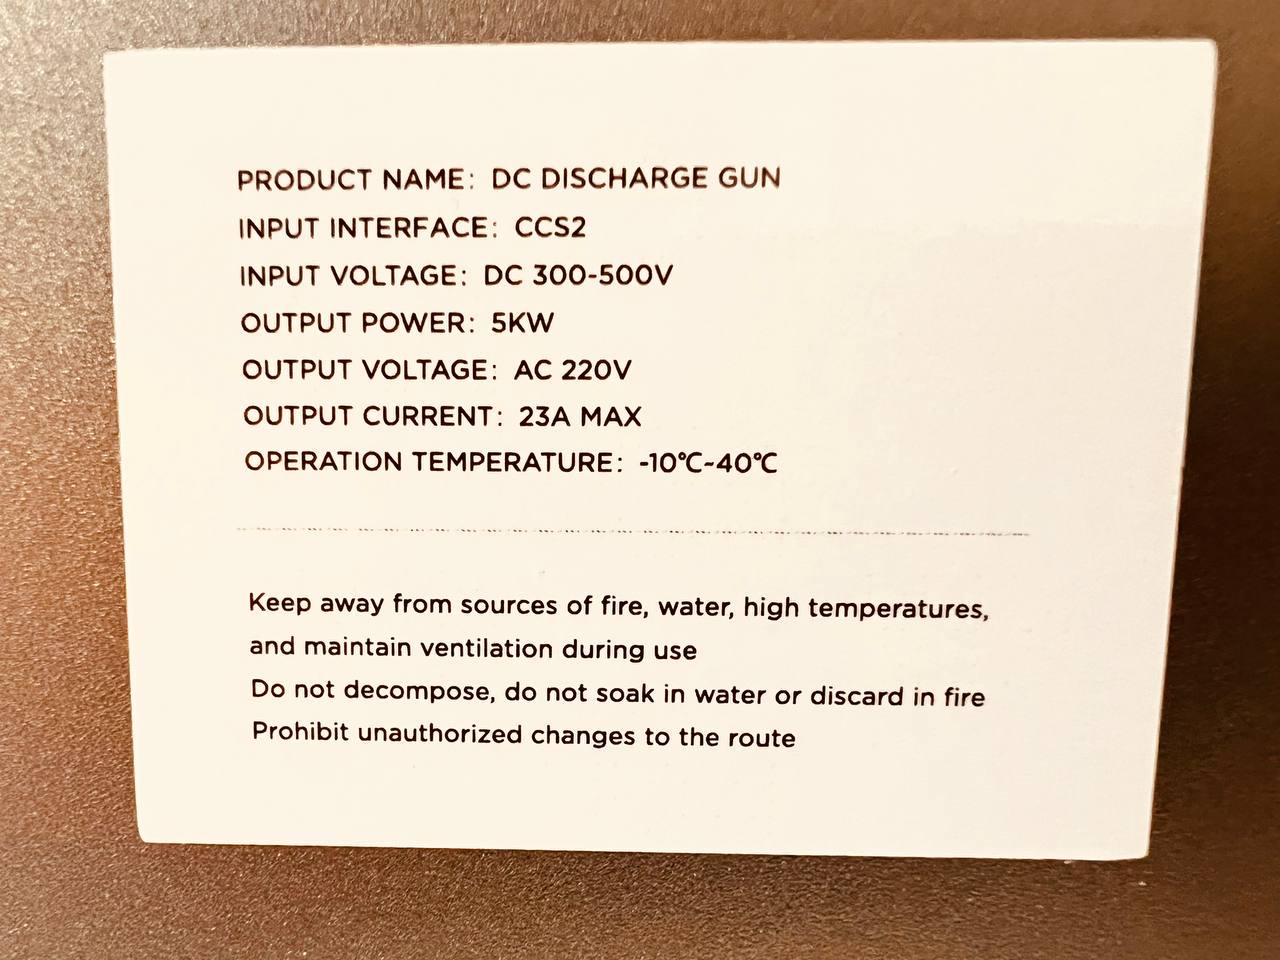 PRODUCT NAME: DC DISCHARGE GUN
INPUT INTERFACE: CCS2
INPUT VOLTAGE: DC 300-500V
OUTPUT POWER: 5KW
OUTPUT VOLTAGE: AC 220V
OUTPUT CURRENT: 23A MAX
OPERATION TEMPERATURE: -10℃~40℃
Keep away from sources of fire, water, high temperatures,
and maintain ventilation during use
Do not decompose, do not soak in water or discard in fire
Prohibit unauthorized changes to the route